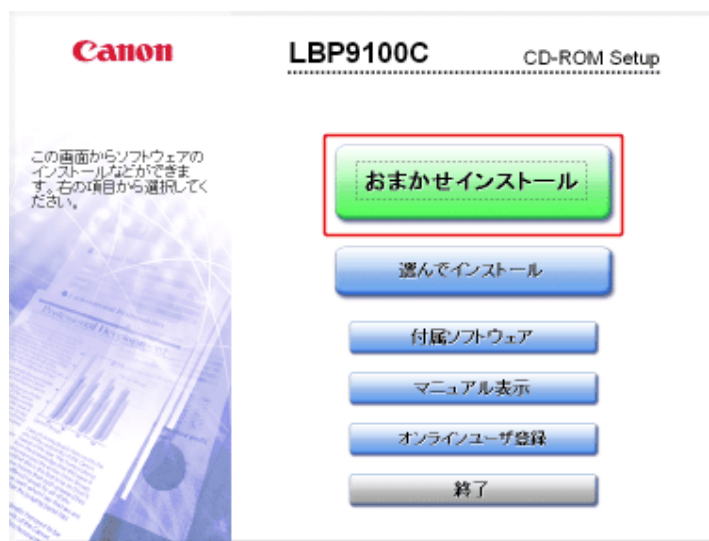 Canon
LBP9100C
CD-ROM Setup
この画面からソフトウェアの
インストールなどができま
す。右の項目から選択してく
ださい。
おまかせインストール
選んでインストール
付属ソフトウェア
マニュアル表示
オンラインユーザ登録
終了
Professional Development